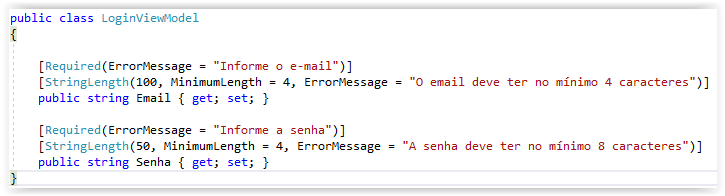 public class LoginViewModel
{
[Required(ErrorMessage = "Informe o e-mail")]
[StringLength(100, MinimumLength = 4, ErrorMessage = "O email deve ter no mínimo 4 caracteres")]
public string Email { get; set; }
[Required(ErrorMessage = "Informe a senha")]
[StringLength(50, MinimumLength = 4, ErrorMessage = "A senha deve ter no mínimo 8 caracteres")]
public string Senha { get; set; }
}